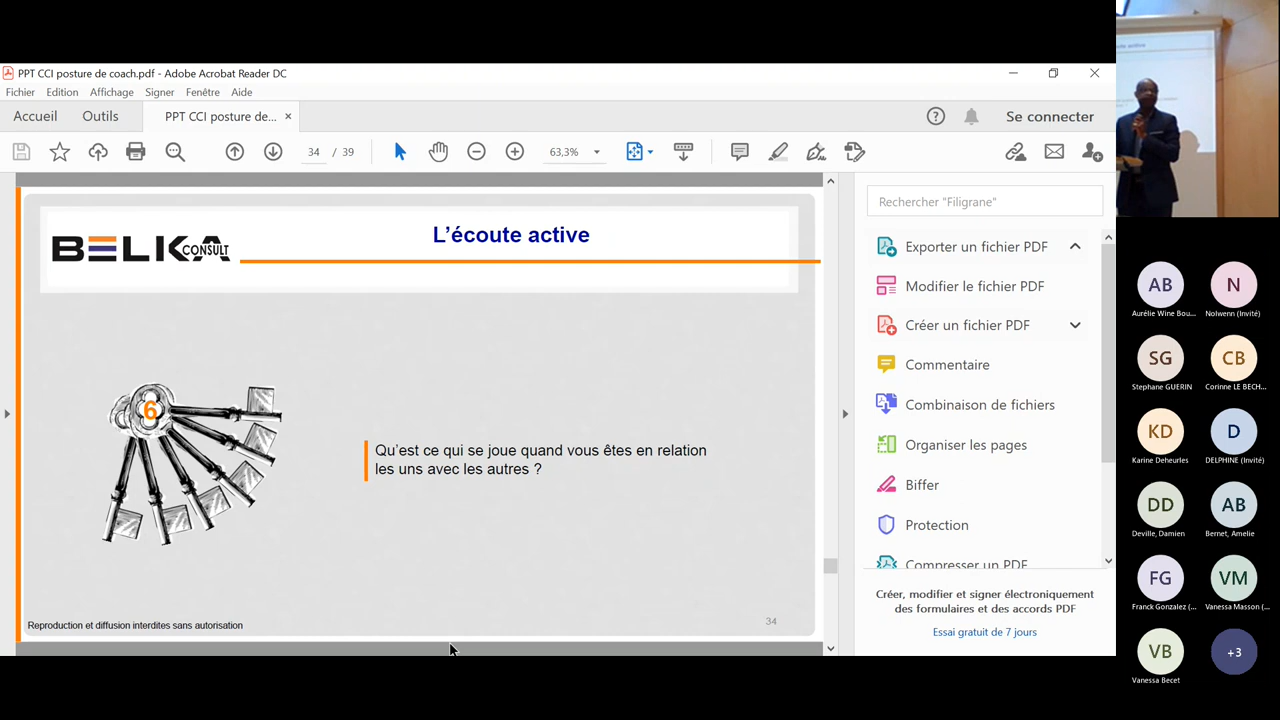 PPT CCI posture de coach.pdf - Adobe Acrobat Reader DC
Fichier Edition Affichage Signer Fenêtre Aide
Accueil Outils PPT CCI posture de... × Se connecter
34 / 39 63,3%
BELIKA CONSULT
L'écoute active
6
Qu'est ce qui se joue quand vous êtes en relation
les uns avec les autres ?
Reproduction et diffusion interdites sans autorisation
34
Rechercher "Filigrane"
Exporter un fichier PDF
Modifier le fichier PDF
Créer un fichier PDF
Commentaire
Combinaison de fichiers
Organiser les pages
Biffer
Protection
Compresser un PDF
Créer, modifier et signer électroniquement
des formulaires et des accords PDF
Essai gratuit de 7 jours
AB N
Aurélie Wine Bou... Nolwenn (Invité)
SG CB
Stephane GUERIN Corinne LE BECH...
KD D
Karine Deheurles DELPHINE (Invité)
DD AB
Deville, Damien Bernet, Amelie
FG VM
Franck Gonzalez (... Vanessa Masson (...
VB +3
Vanessa Becet